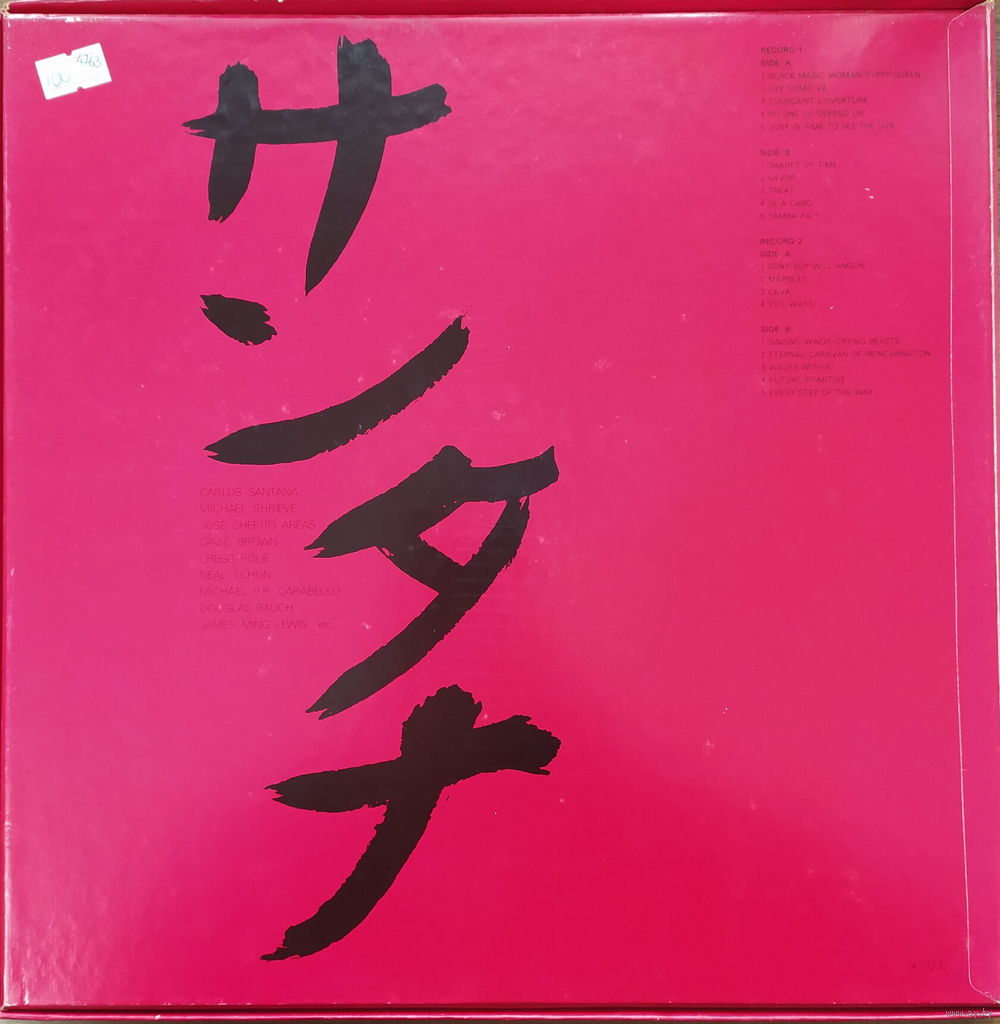 4763
100
サンタナ
CARLOS SANTANA
MICHAEL SHRIEVE
JOSE CHEPITO AREAS
DAVID BROWN
GREGG ROLIE
NEAL SCHON
MICHAEL P.R. CARABELLO
DOUGLAS RAUCH
JAMES MING LEWIS etc.
RECORD 1
SIDE A
1 BLACK MAGIC WOMAN/GYPSY QUEEN
2 OYE COMO VA
3 TOUSSAINT L'OVERTURE
4 NO ONE TO DEPEND ON
5 JUST IN TIME TO SEE THE SUN
SIDE B
1 SHADES OF TIME
2 SAVOR
3 TREAT
4 SE A CABO
5 SAMBA PA TI
RECORD 2
SIDE A
1 SONY BOY WILLIAMSON
2 MARBLES
3 LAVA
4 EVIL WAYS
SIDE B
1 SINGING WINDS, CRYING BEASTS
2 ETERNAL CARAVAN OF REINCARNATION
3 WAVES WITHIN
4 FUTURE PRIMITIVE
5 EVERY STEP OF THE WAY